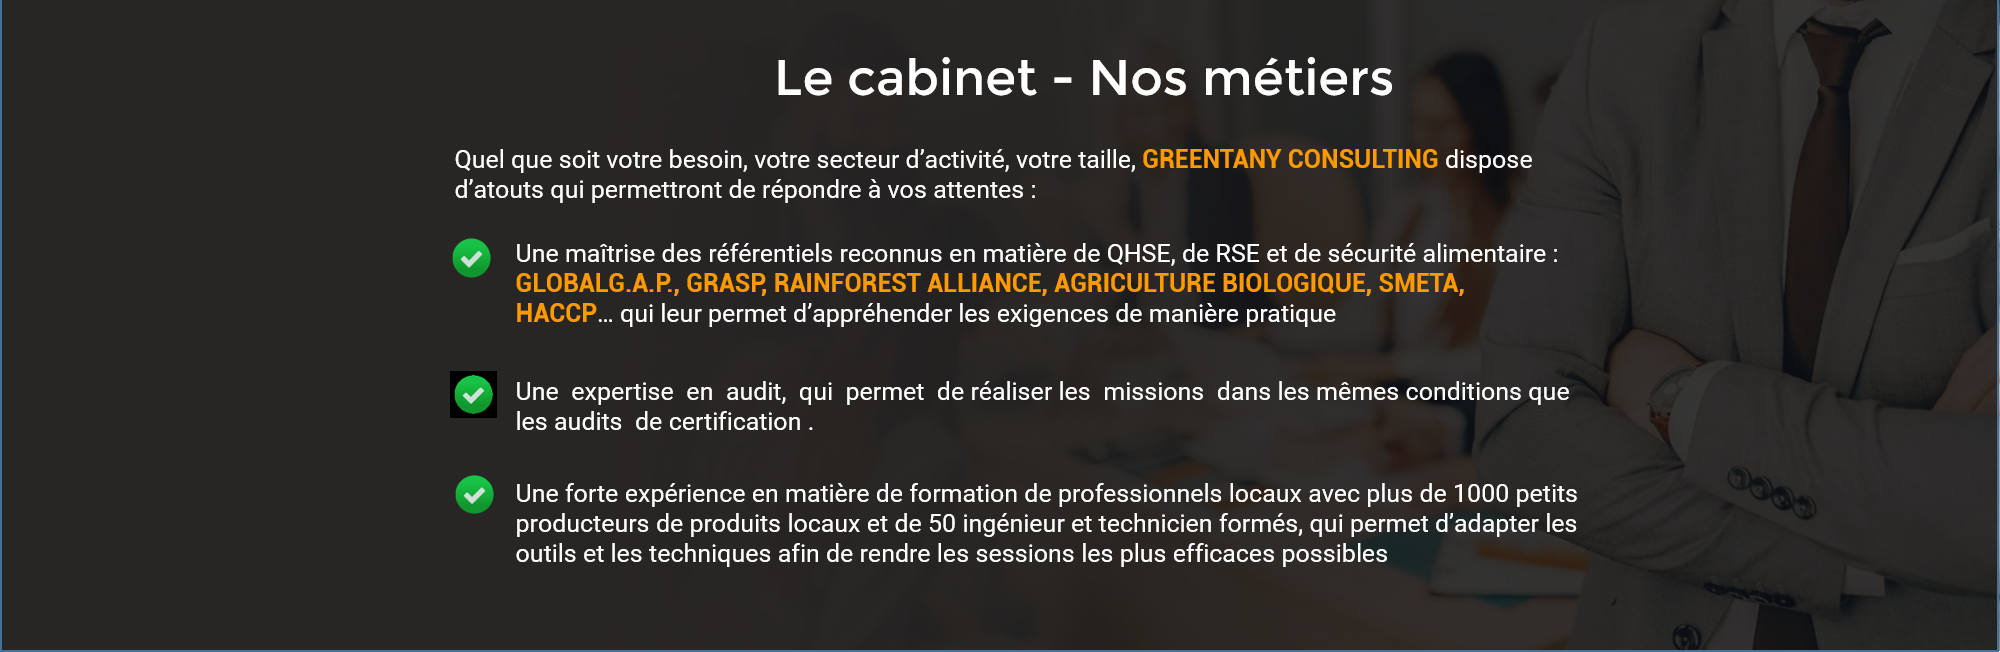 Le cabinet - Nos métiers
Quel que soit votre besoin, votre secteur d’activité, votre taille, GREENTANY CONSULTING dispose
d’atouts qui permettront de répondre à vos attentes :
Une maîtrise des référentiels reconnus en matière de QHSE, de RSE et de sécurité alimentaire :
GLOBALG.A.P., GRASP, RAINFOREST ALLIANCE, AGRICULTURE BIOLOGIQUE, SMETA,
HACCP... qui leur permet d’appréhender les exigences de manière pratique
Une expertise en audit, qui permet de réaliser les missions dans les mêmes conditions que
les audits de certification .
Une forte expérience en matière de formation de professionnels locaux avec plus de 1000 petits
producteurs de produits locaux et de 50 ingénieur et technicien formés, qui permet d’adapter les
outils et les techniques afin de rendre les sessions les plus efficaces possibles